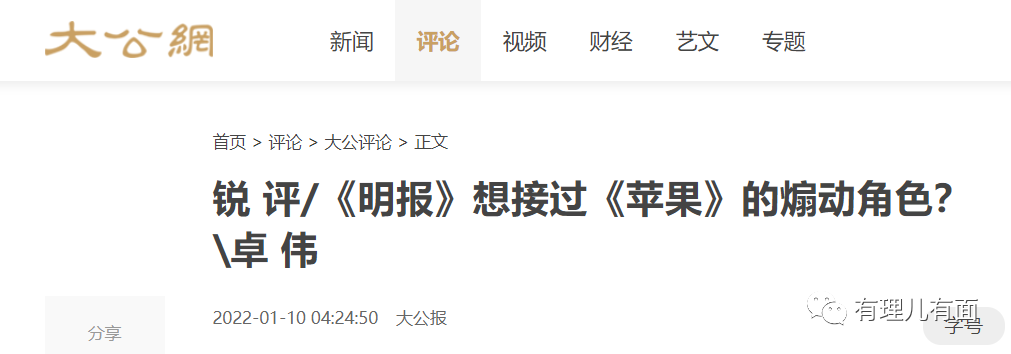 大公網
新闻 评论 视频 财经 艺文 专题
首页 > 评论 > 大公评论 > 正文
锐 评/《明报》想接过《苹果》的煽动角色?
\卓 伟
2022-01-10 04:24:50 大公报
有理儿有面
分享
字号